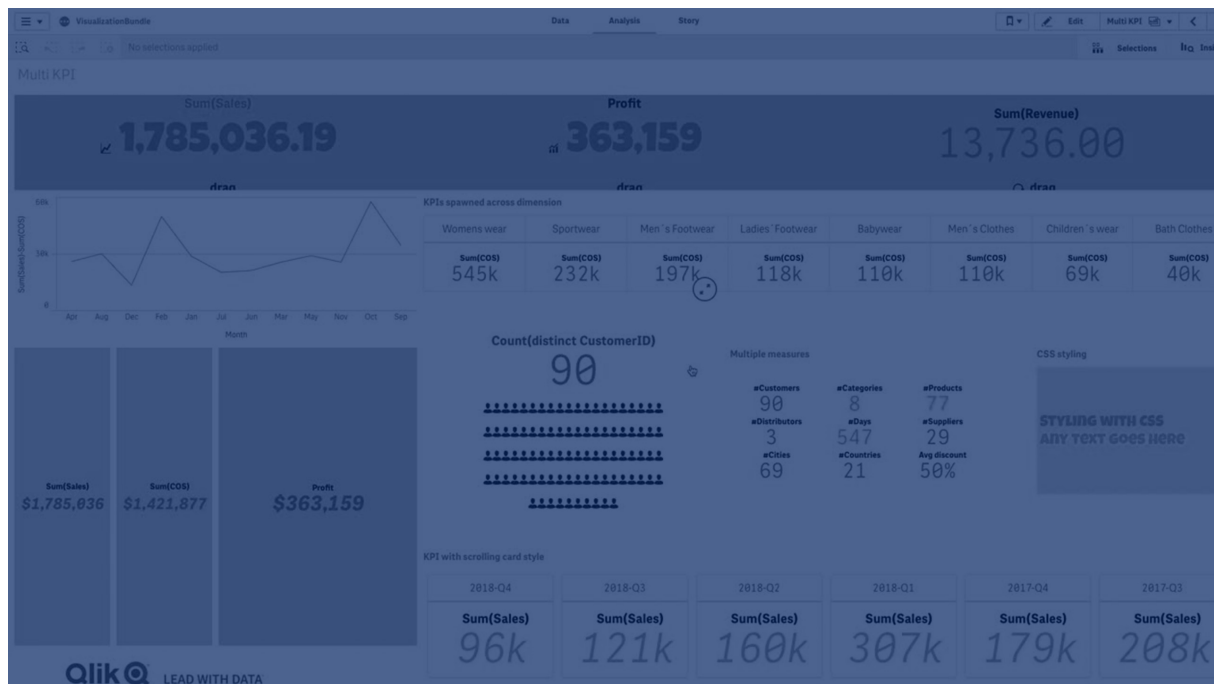 VisualizationBundle
Data Analysis Story
Edit Multi KPI
No selections applied
Selections
Multi KPI
Sum(Sales)
1,785,036.19
drag
Profit
363,159
drag
Sum(Revenue)
13,736.00
drag
Sum(Sales)-Sum(COS)
0
Apr Aug Dec Feb Jan Jul Jun Mar May Nov Oct Sep
Month
KPIs spawned across dimension
Womens wear Sportwear Men´s Footwear Ladies´Footwear Babywear Men´s Clothes Children´s wear Bath Clothes
Sum(COS) Sum(COS) Sum(COS) Sum(COS) Sum(COS) Sum(COS) Sum(COS) Sum(COS)
545k 232k 197k 118k 110k 110k 69k 40k
Sum(Sales)
$1,785,036
Sum(COS)
$1,421,877
Profit
$363,159
Count(distinct CustomerID)
90
Multiple measures
#Customers #Categories #Products
90 8 77
#Distributors #Days #Suppliers
3 547 29
#Cities #Countries Avg discount
69 21 50%
CSS styling
STYLING WITH CSS
ANY TEXT GOES HERE
KPI with scrolling card style
2018-Q4 2018-Q3 2018-Q2 2018-Q1 2017-Q4 2017-Q3
Sum(Sales) Sum(Sales) Sum(Sales) Sum(Sales) Sum(Sales) Sum(Sales)
96k 121k 160k 307k 179k 208k
Qlik LEAD WITH DATA